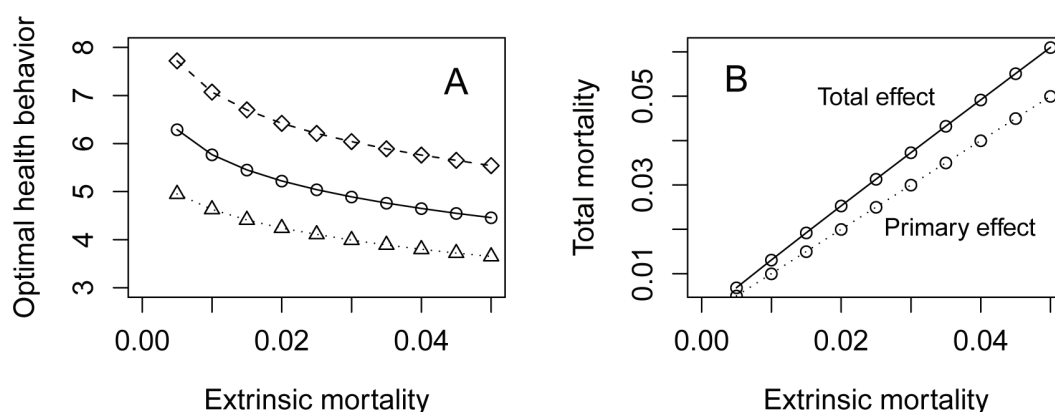 A
Optimal health behavior
8
7
6
5
4
3
0.00 0.02 0.04
Extrinsic mortality
B
Total mortality
0.05
0.03
0.01
Total effect
Primary effect
0.00 0.02 0.04
Extrinsic mortality